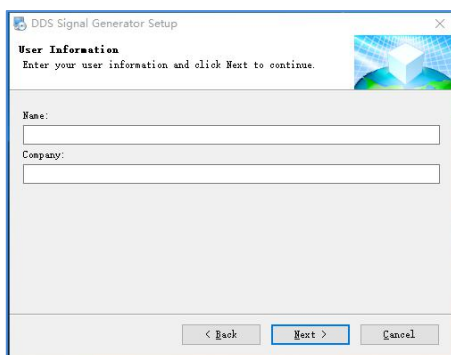 DDS Signal Generator Setup
User Information
Enter your user information and click Next to continue.
Name:
Company:
< Back
Next >
Cancel